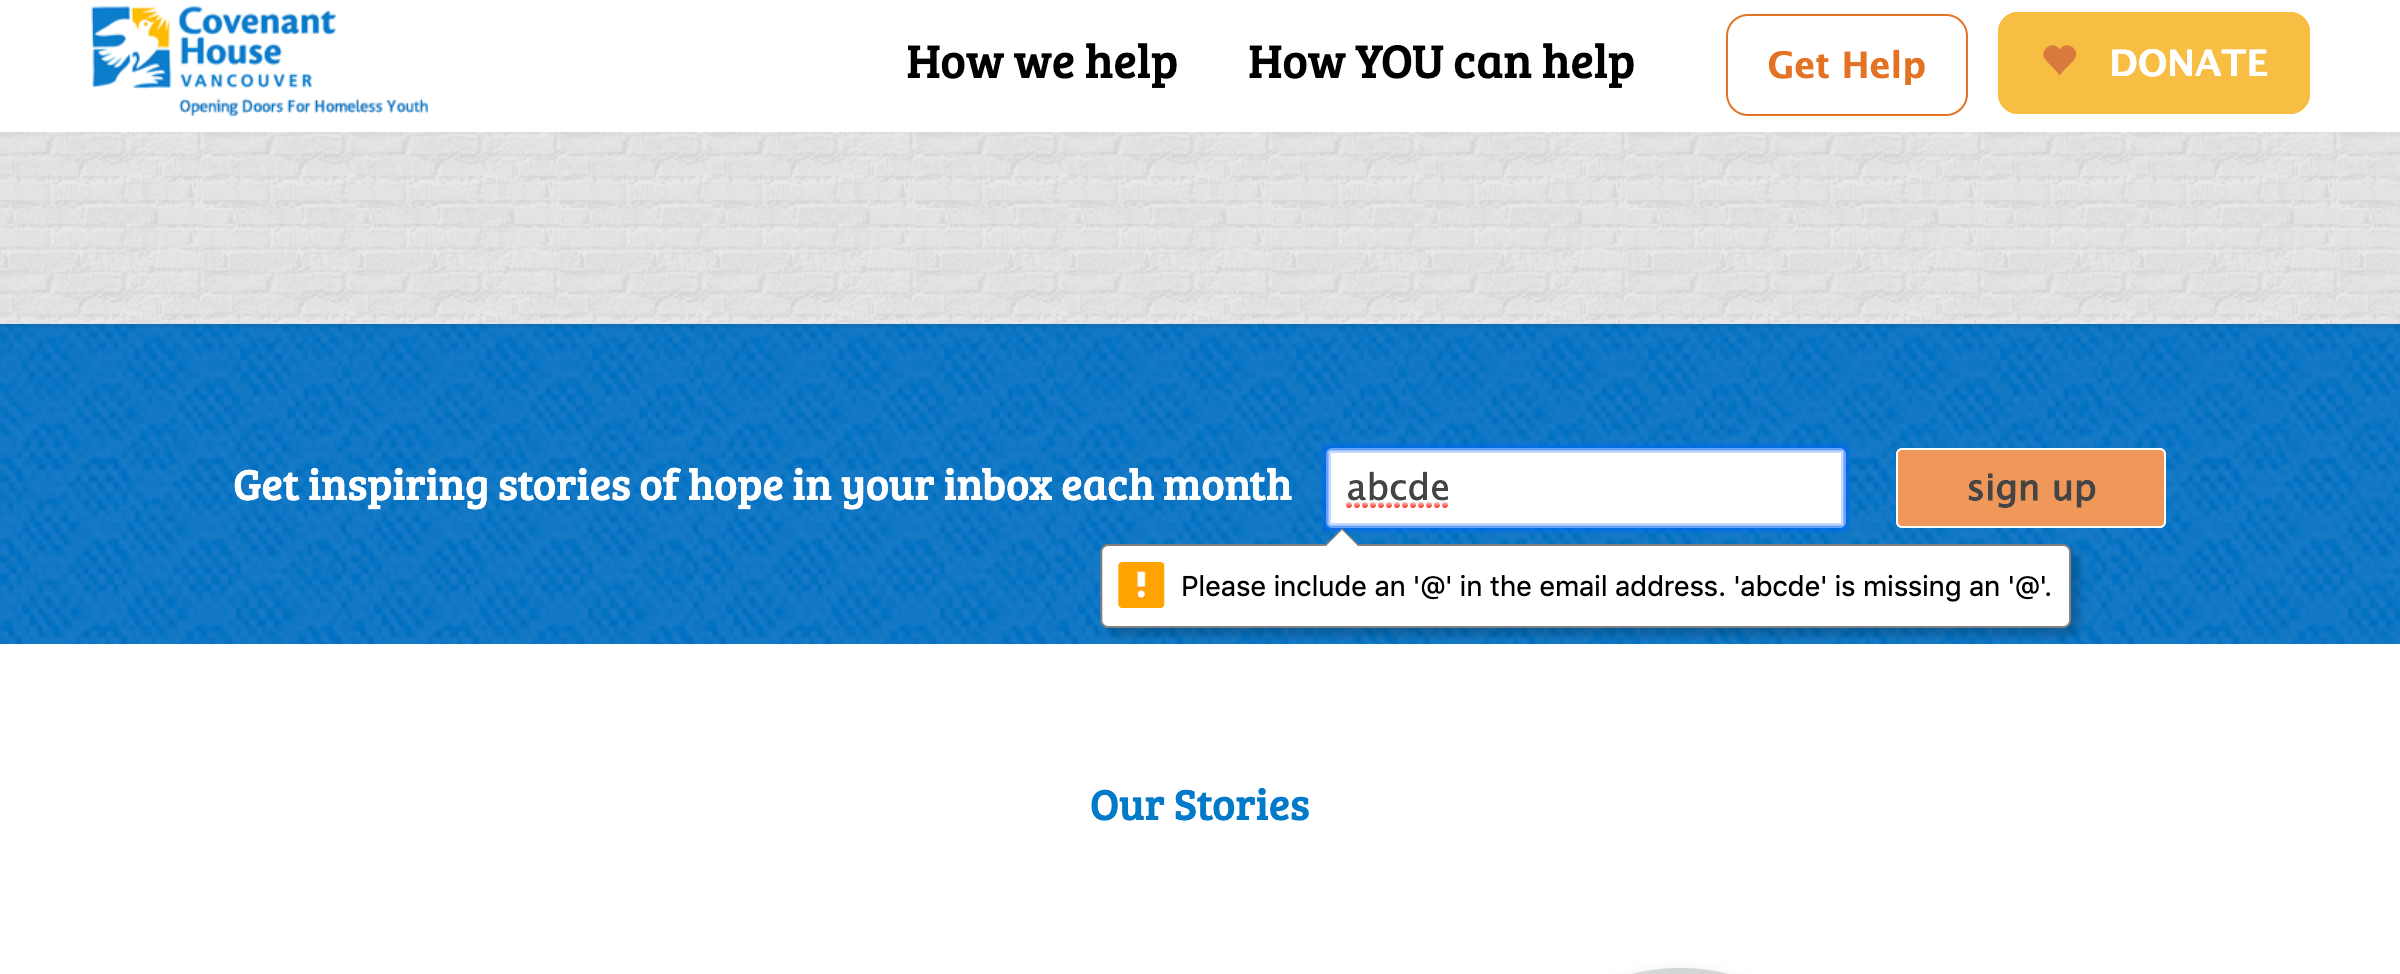 Covenant
House
VANCOUVER
Opening Doors For Homeless Youth
How we help
How YOU can help
Get Help
DONATE
Get inspiring stories of hope in your inbox each month
abcde
sign up
! Please include an '@' in the email address. 'abcde' is missing an '@'.
Our Stories